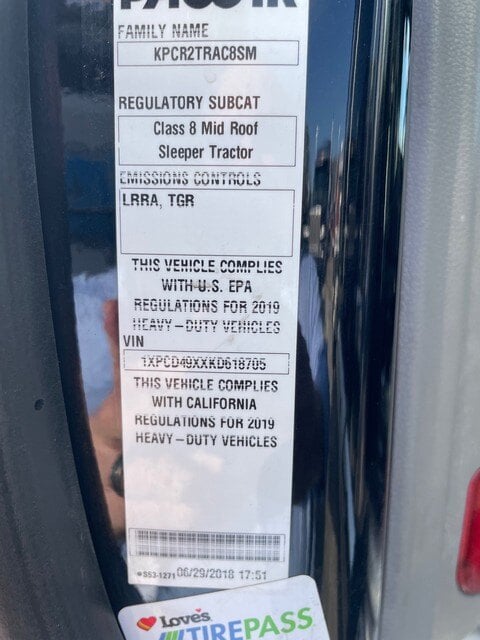 FAMILY NAME
KPCR2TRAC8SM
REGULATORY SUBCAT
Class 8 Mid Roof
Sleeper Tractor
EMISSIONS CONTROLS
LRRA, TGR
THIS VEHICLE COMPLIES
WITH U.S. EPA
REGULATIONS FOR 2019
HEAVY-DUTY VEHICLES
VIN
1XPCD49XXKD618705
THIS VEHICLE COMPLIES
WITH CALIFORNIA
REGULATIONS FOR 2019
HEAVY-DUTY VEHICLES
S53-1271 06/29/2018 17:51
Love's
TIREPASS